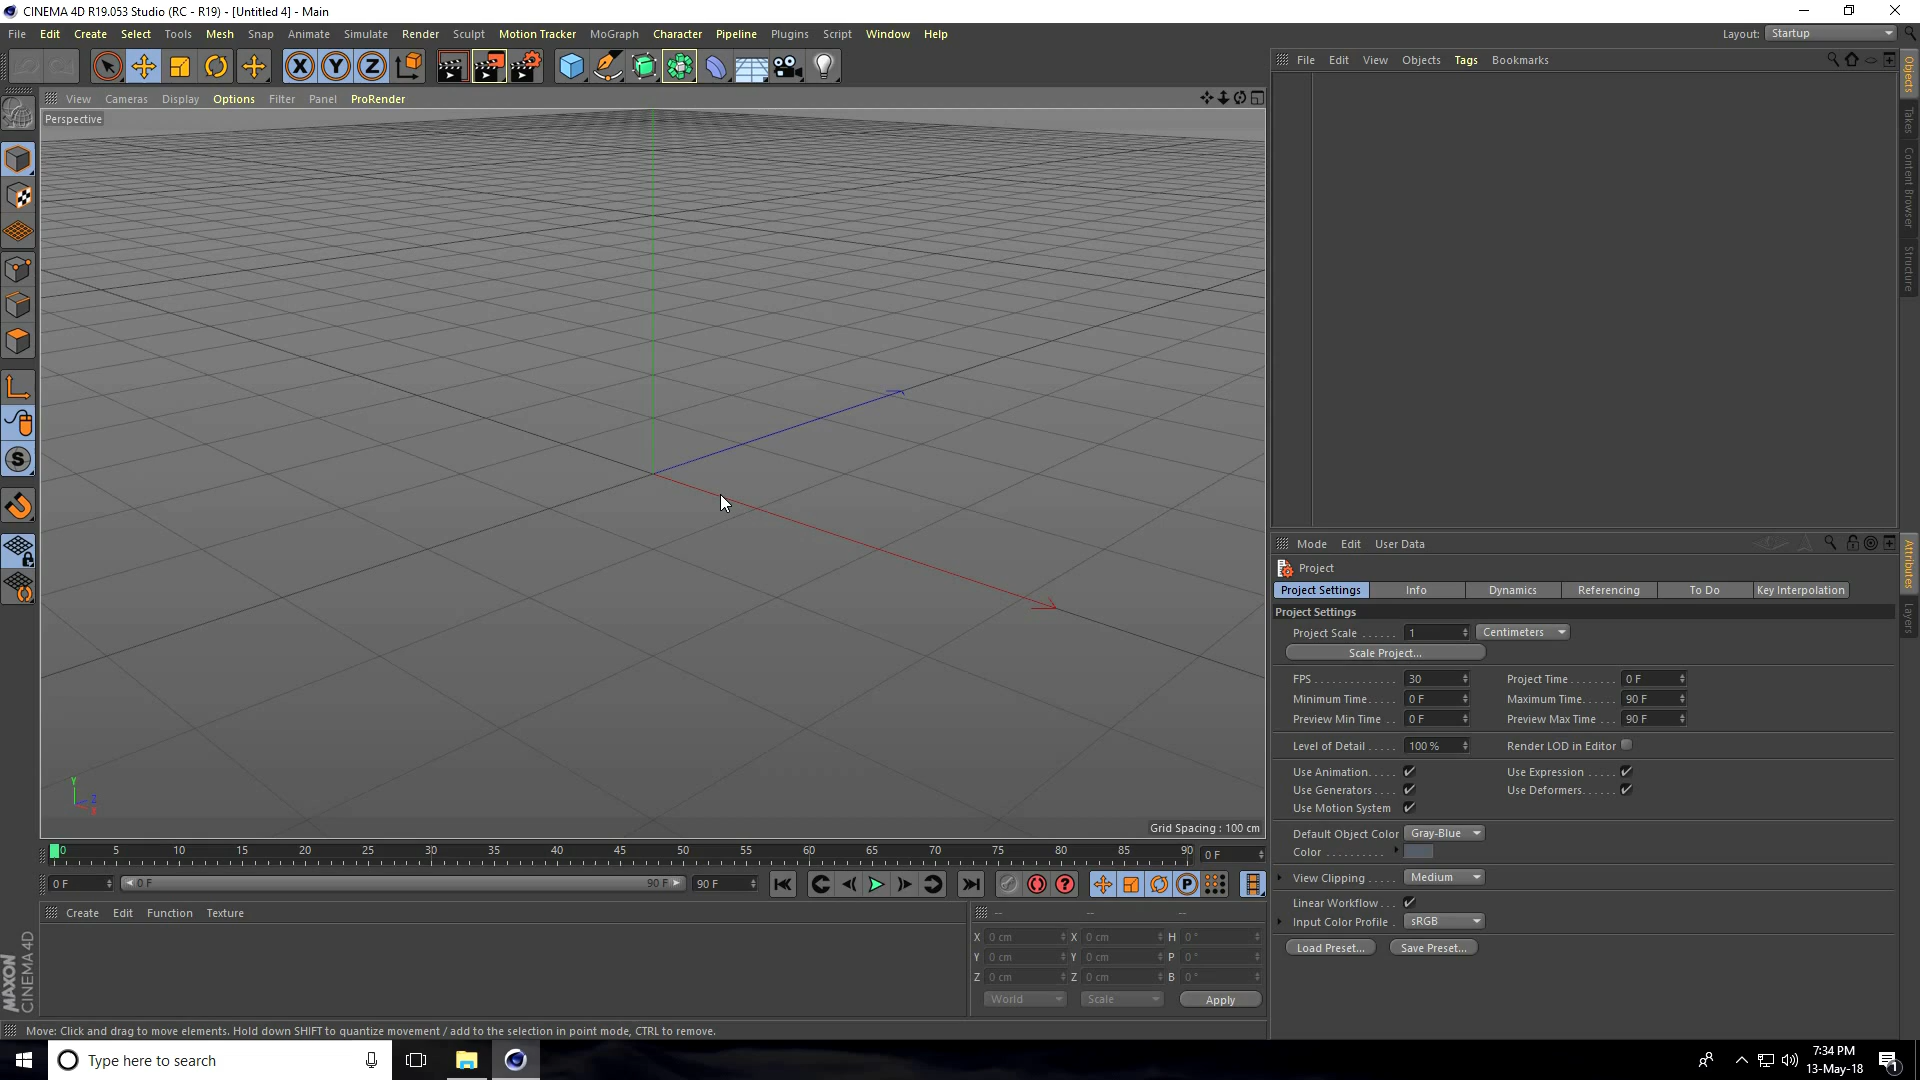 CINEMA 4D R19.053 Studio (RC - R19) - [Untitled 4] - Main
File Edit Create Select Tools Mesh Snap Animate Simulate Render Sculpt Motion Tracker MoGraph Character Pipeline Plugins Script Window Help
Layout: Startup
X Y Z
File Edit View Objects Tags Bookmarks
View Cameras Display Options Filter Panel ProRender
Perspective
Objects
Takes
Content Browser
Structure
S
Y
Z
X
Grid Spacing : 100 cm
Mode Edit User Data
Attributes
Layers
Project
Project Settings Info Dynamics Referencing To Do Key Interpolation
Project Settings
Project Scale ...... 1 Centimeters
Scale Project...
FPS .............. 30 Project Time ........ 0 F
Minimum Time ..... 0 F Maximum Time ..... 90 F
Preview Min Time .. 0 F Preview Max Time ... 90 F
Level of Detail ..... 100 % Render LOD in Editor
Use Animation ..... Use Expression .....
Use Generators .... Use Deformers ......
Use Motion System
Default Object Color Gray-Blue
Color ..........
View Clipping ..... Medium
Linear Workflow ...
Input Color Profile . sRGB
Load Preset... Save Preset...
0 5 10 15 20 25 30 35 40 45 50 55 60 65 70 75 80 85 90 0 F
0 F 0 F 90 F 90 F
? P
Create Edit Function Texture
-- -- --
X 0 cm X 0 cm H 0 °
Y 0 cm Y 0 cm P 0 °
Z 0 cm Z 0 cm B 0 °
World Scale Apply
MAXON
CINEMA 4D
Move: Click and drag to move elements. Hold down SHIFT to quantize movement / add to the selection in point mode, CTRL to remove.
Type here to search
7:34 PM
13-May-18
1